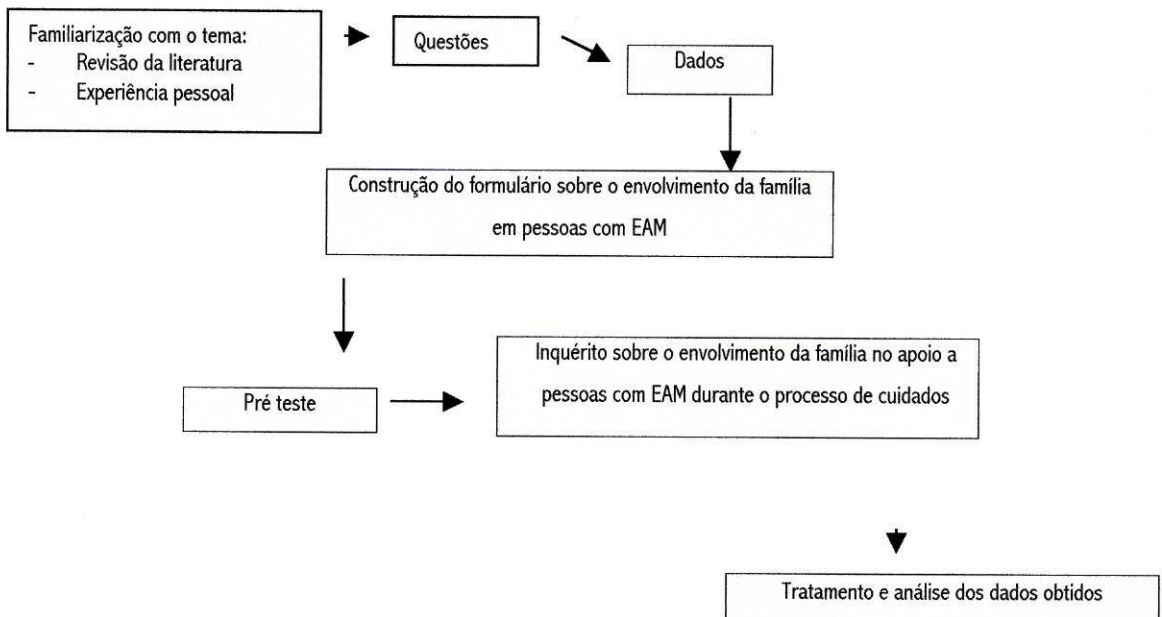 Familiarização com o tema:
- Revisão da literatura
- Experiência pessoal
Questões
Dados
Construção do formulário sobre o envolvimento da família
em pessoas com EAM
Pré teste
Inquérito sobre o envolvimento da família no apoio a
pessoas com EAM durante o processo de cuidados
Tratamento e análise dos dados obtidos